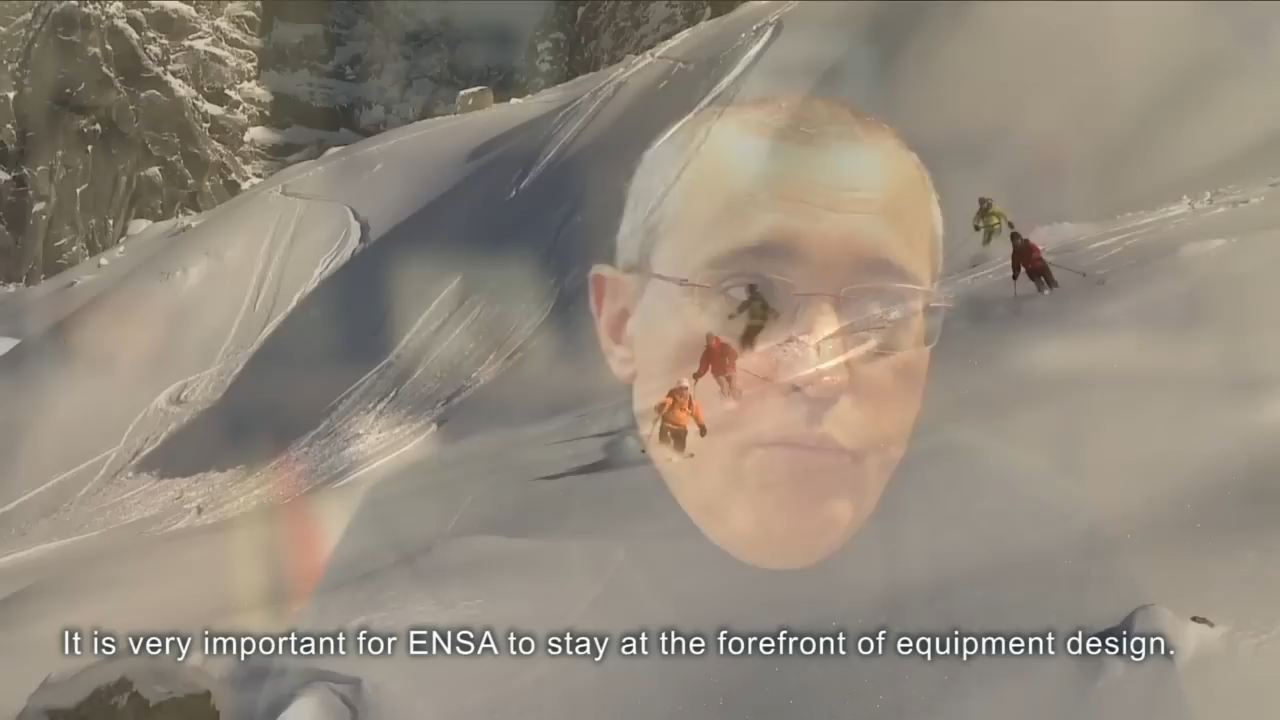 It is very important for ENSA to stay at the forefront of equipment design.